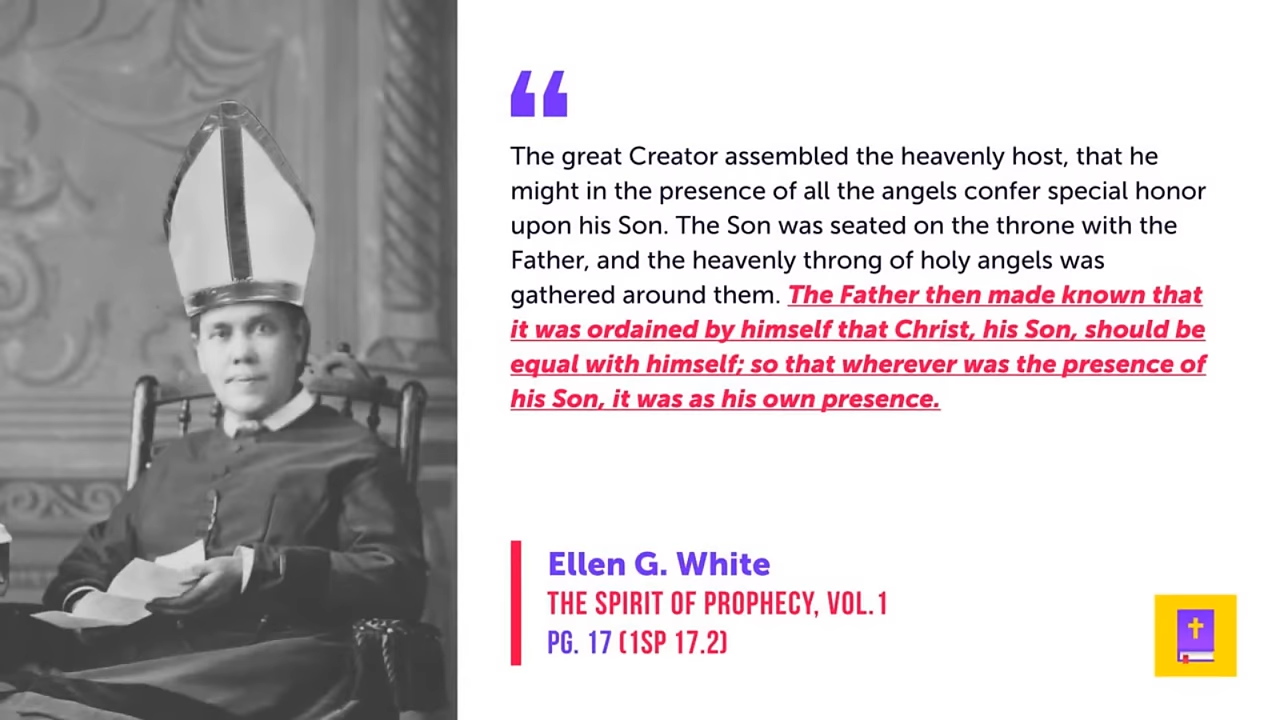 The great Creator assembled the heavenly host, that he
might in the presence of all the angels confer special honor
upon his Son. The Son was seated on the throne with the
Father, and the heavenly throng of holy angels was
gathered around them. The Father then made known that
it was ordained by himself that Christ, his Son, should be
equal with himself; so that wherever was the presence of
his Son, it was as his own presence.
Ellen G. White
THE SPIRIT OF PROPHECY, VOL.1
PG. 17 (1SP 17.2)